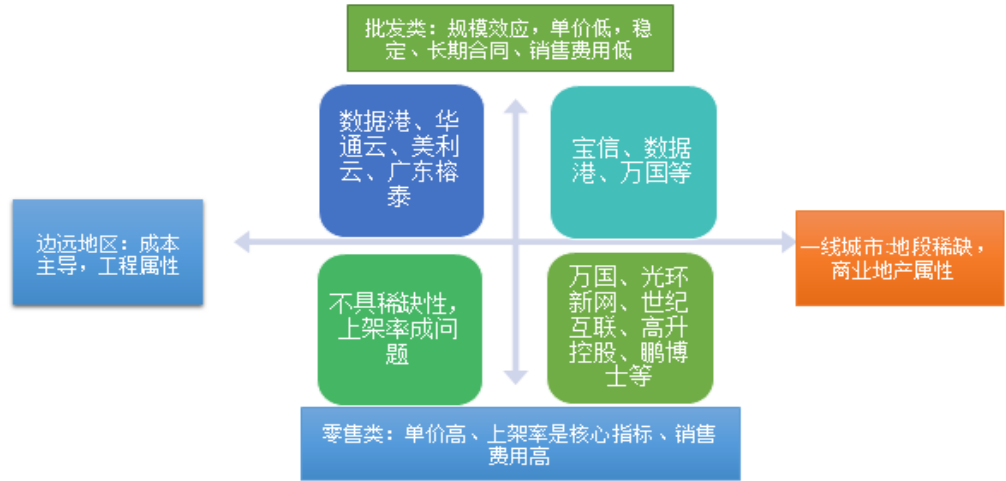 批发类：规模效应，单价低，稳
定、长期合同、销售费用低
数据港、华
通云、美利
云、广东榕
泰
宝信、数据
港、万国等
边远地区：成本
主导，工程属性
一线城市:地段稀缺，
商业地产属性
不具稀缺性，
上架率成问
题
万国、光环
新网、世纪
互联、高升
控股、鹏博
士等
零售类：单价高、上架率是核心指标、销售
费用高